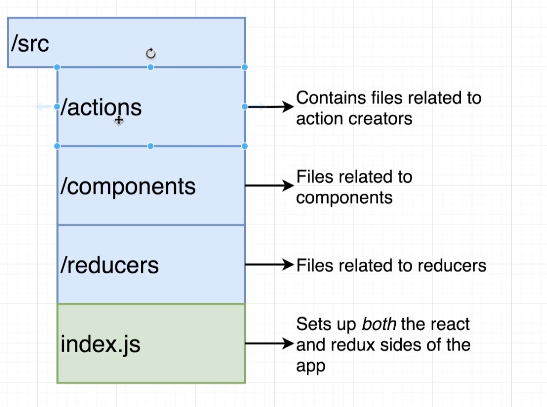 /src
/actions
Contains files related to
action creators
/components
Files related to
components
/reducers
Files related to reducers
index.js
Sets up both the react
and redux sides of the
app